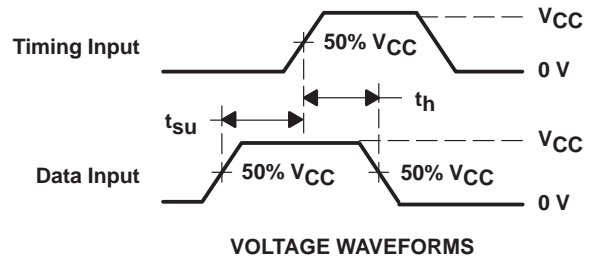 VCC
Timing Input
50% VCC
0 V
th
tsu
VCC
Data Input
50% VCC
50% VCC
0 V
VOLTAGE WAVEFORMS